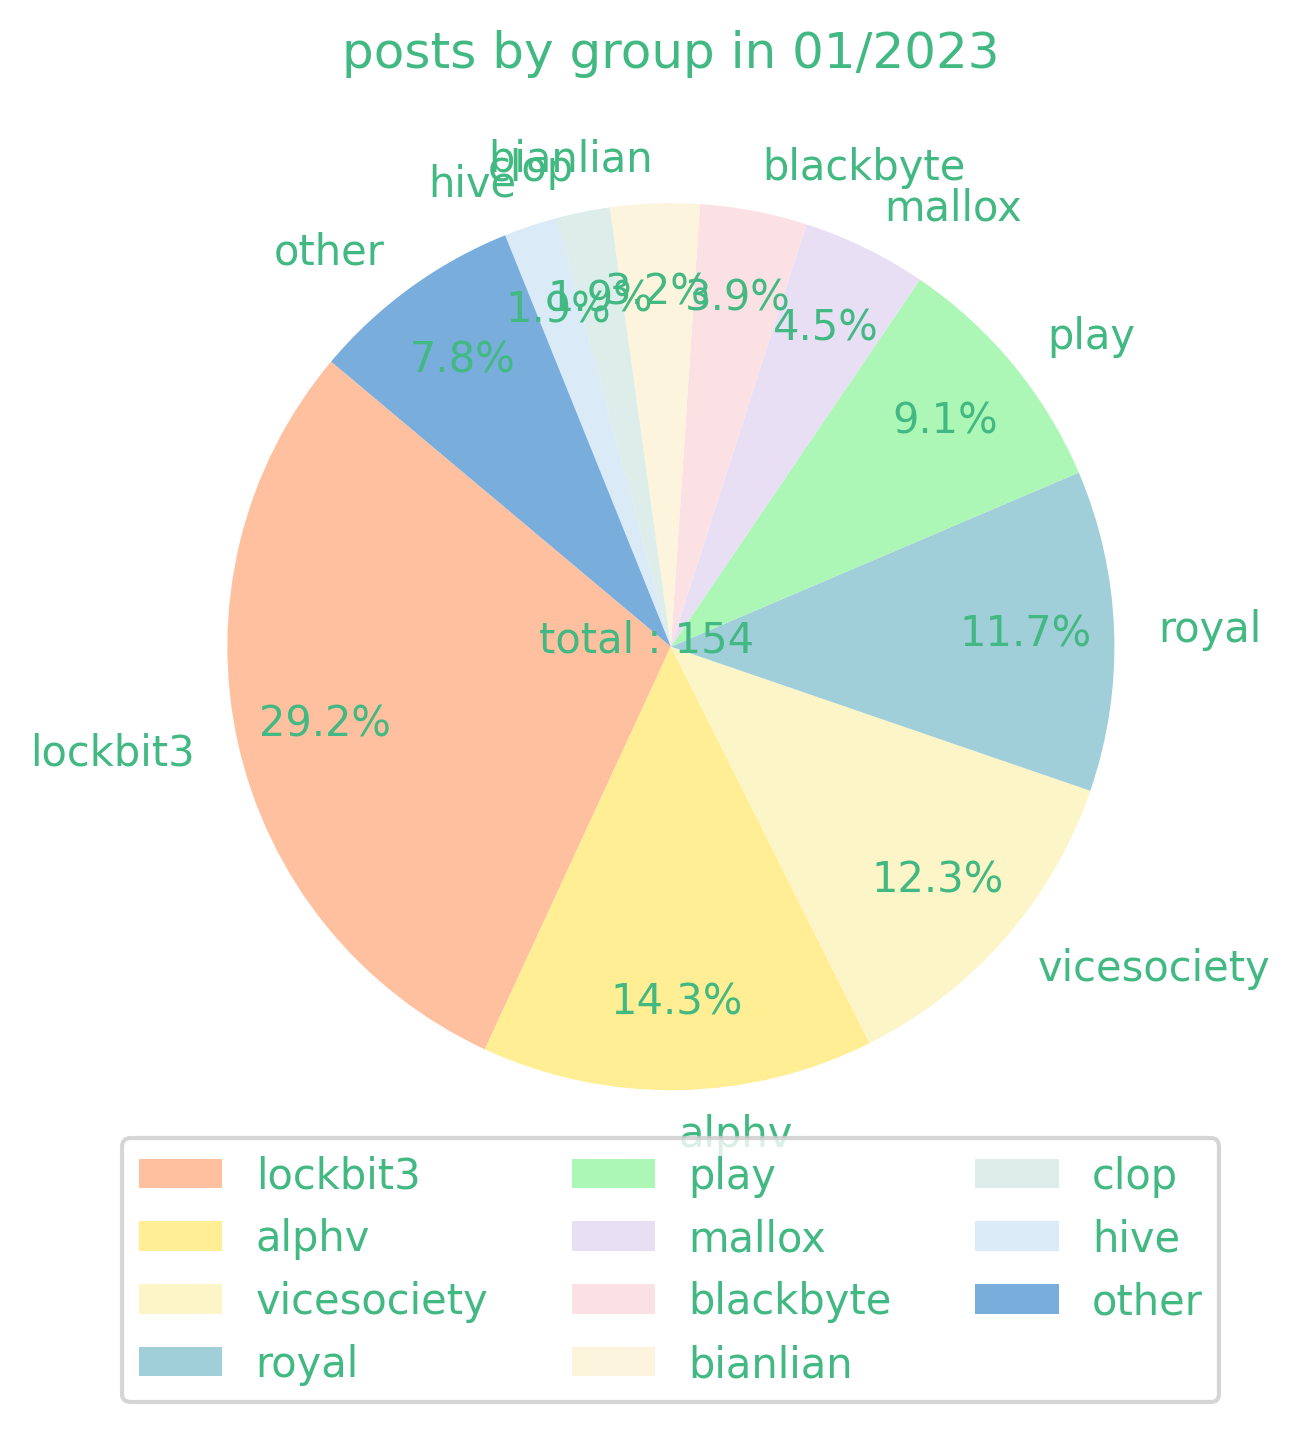 posts by group in 01/2023
bianlian
clop
hive
blackbyte
mallox
other
play
royal
lockbit3
vicesociety
alphv
1.9%
1.9%
3.2%
3.9%
4.5%
7.8%
9.1%
11.7%
total : 154
29.2%
12.3%
14.3%
lockbit3
alphv
vicesociety
royal
play
mallox
blackbyte
bianlian
clop
hive
other